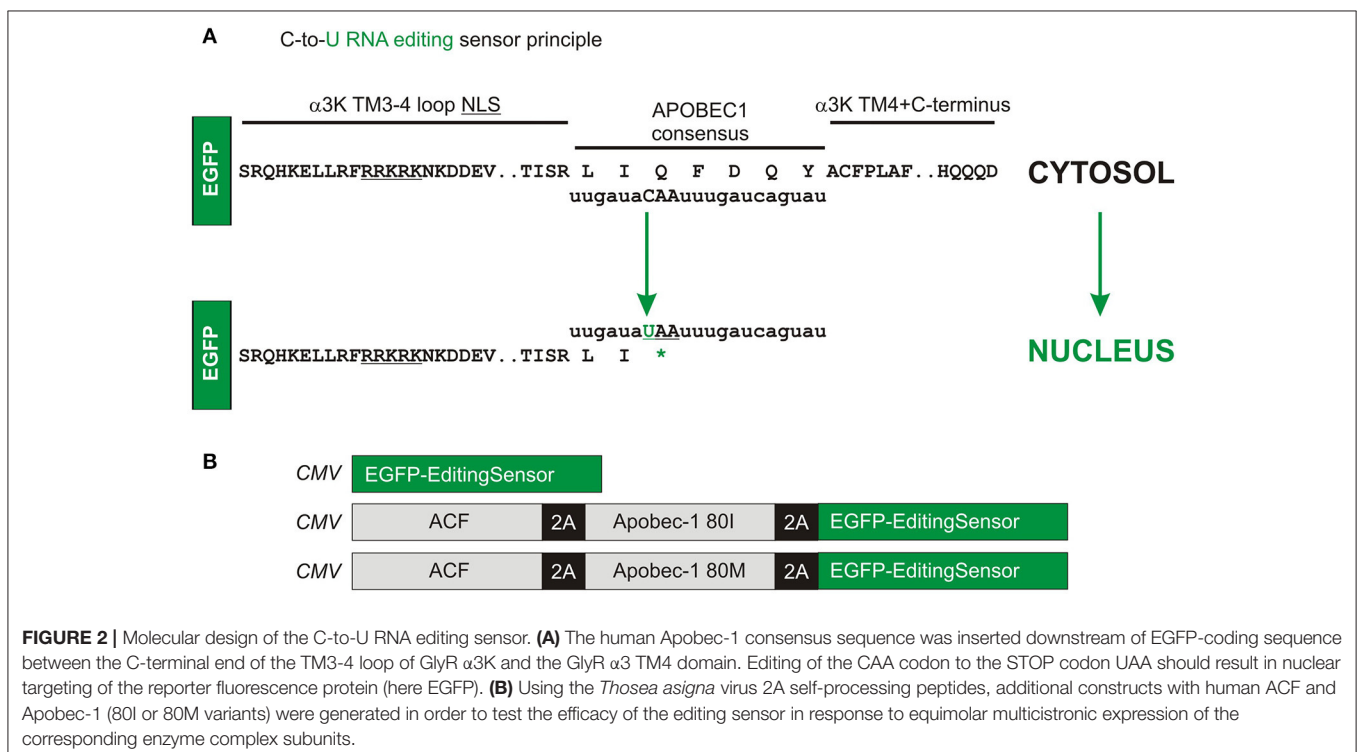 A
C-to-U RNA editing sensor principle
α3K TM3-4 loop NLS
APOBEC1
consensus
α3K TM4+C-terminus
EGFP
SRQHKELLRFRRKRKNKDDEV..TISR L I Q F D Q Y ACFPLAF..HQQQD
CYTOSOL
uugauaCAAuuugaucaguau
EGFP
uugauaUAAuuugaucaguau
SRQHKELLRFRRKRKNKDDEV..TISR L I *
NUCLEUS
B
CMV EGFP-EditingSensor
CMV ACF 2A Apobec-1 80I 2A EGFP-EditingSensor
CMV ACF 2A Apobec-1 80M 2A EGFP-EditingSensor
FIGURE 2 | Molecular design of the C-to-U RNA editing sensor. (A) The human Apobec-1 consensus sequence was inserted downstream of EGFP-coding sequence
between the C-terminal end of the TM3-4 loop of GlyR α3K and the GlyR α3 TM4 domain. Editing of the CAA codon to the STOP codon UAA should result in nuclear
targeting of the reporter fluorescence protein (here EGFP). (B) Using the Thosea asigna virus 2A self-processing peptides, additional constructs with human ACF and
Apobec-1 (80I or 80M variants) were generated in order to test the efficacy of the editing sensor in response to equimolar multicistronic expression of the
corresponding enzyme complex subunits.